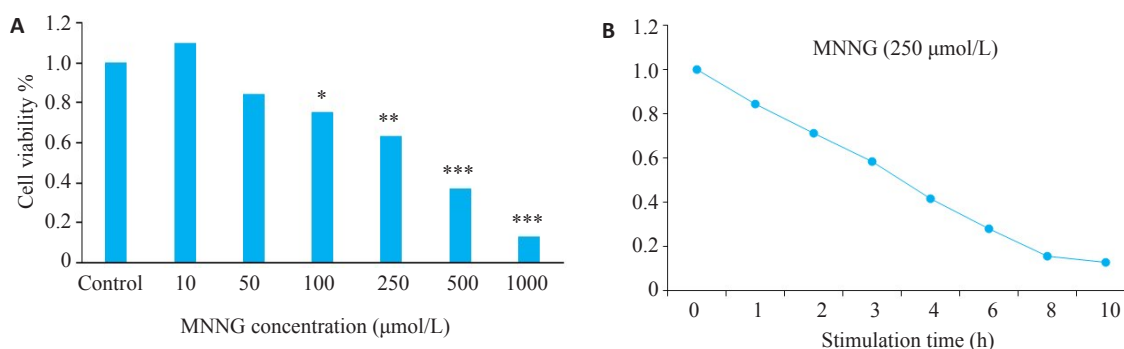 A
1.2
1.0
0.8
0.6
0.4
0.2
0
Cell viability %
*
**
***
***
Control 10 50 100 250 500 1000
MNNG concentration (μmol/L)
B
MNNG (250 μmol/L)
1.2
1.0
0.8
0.6
0.4
0.2
0
0 1 2 3 4 6 8 10
Stimulation time (h)